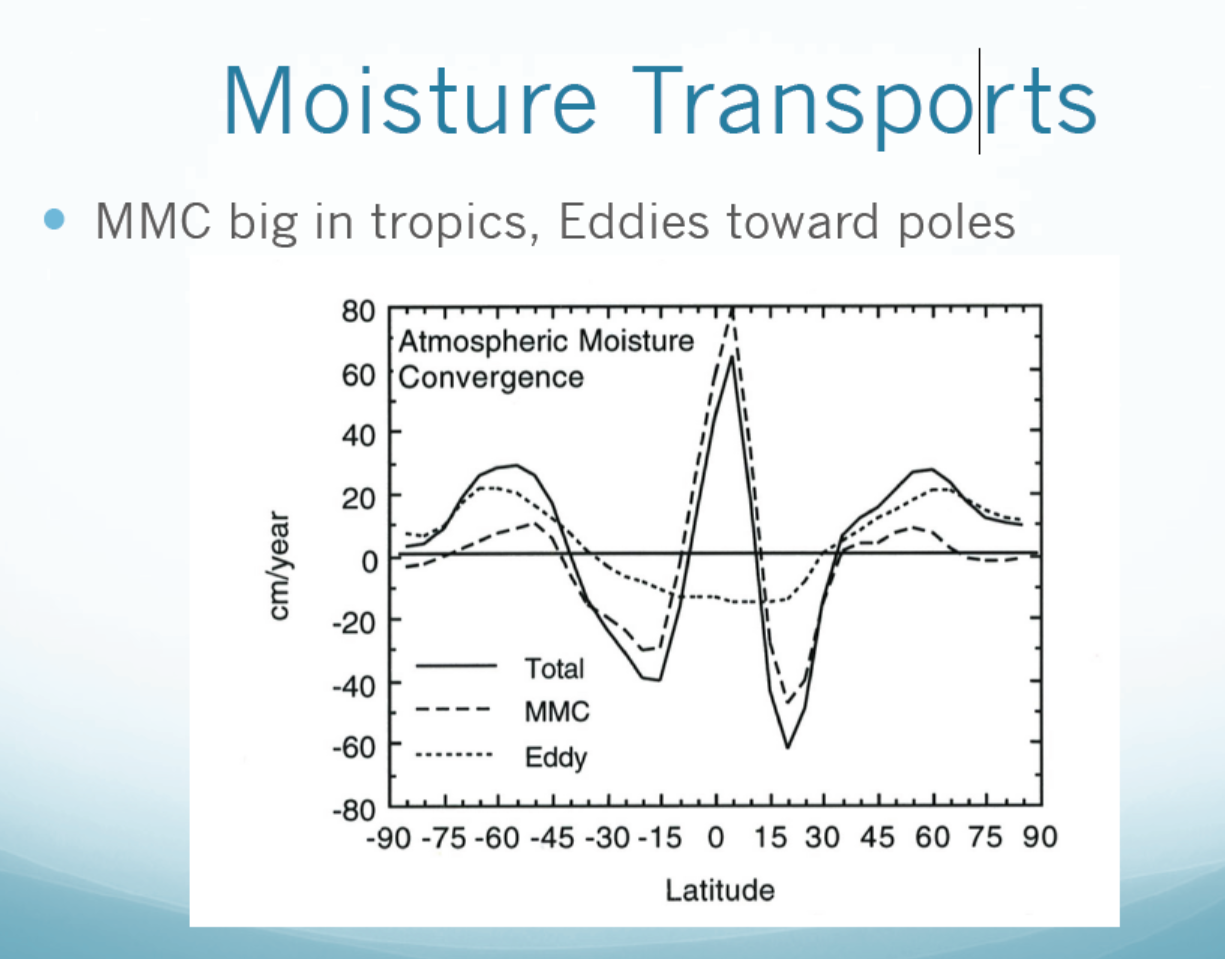 Moisture Transports
• MMC big in tropics, Eddies toward poles
Atmospheric Moisture
Convergence
80
60
40
20
0
-20
-40
-60
-80
cm/year
Total
MMC
Eddy
-90 -75 -60 -45 -30 -15 0 15 30 45 60 75 90
Latitude